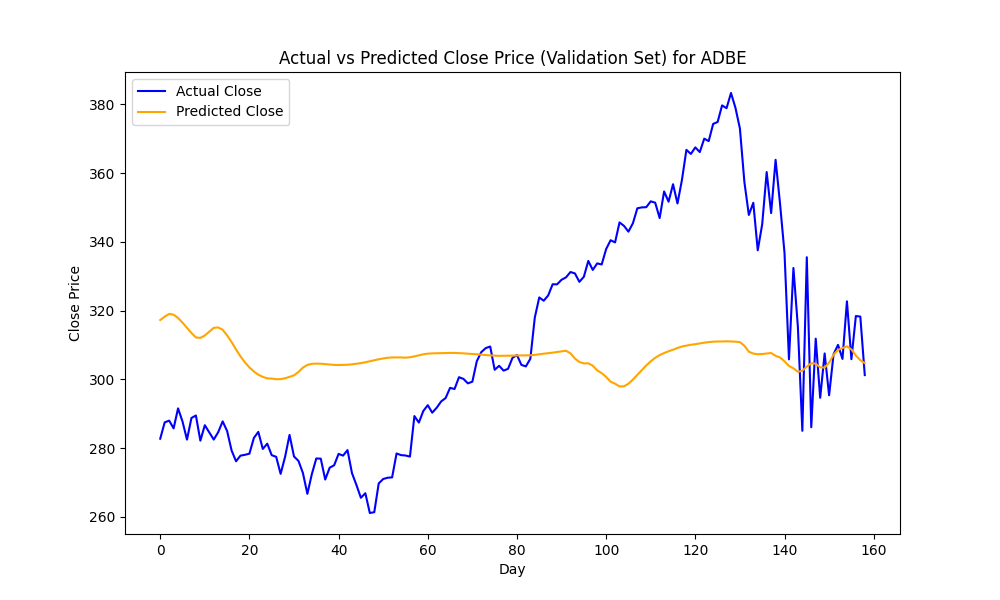 Actual vs Predicted Close Price (Validation Set) for ADBE
Actual Close
Predicted Close
Close Price
380
360
340
320
300
280
260
0 20 40 60 80 100 120 140 160
Day